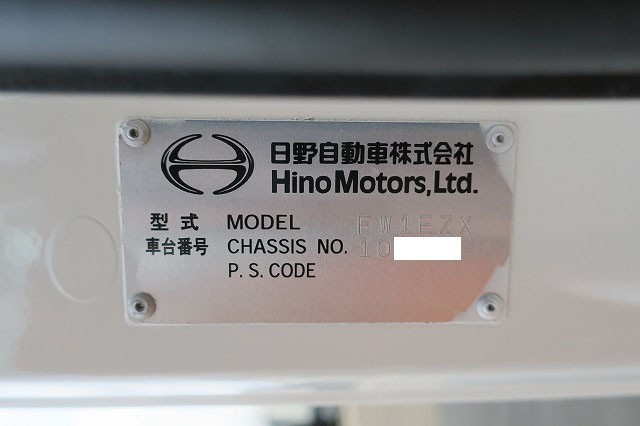 日野自動車株式会社
Hino Motors, Ltd.
型式 MODEL FW1EZX
車台番号 CHASSIS NO. 10
P.S.CODE